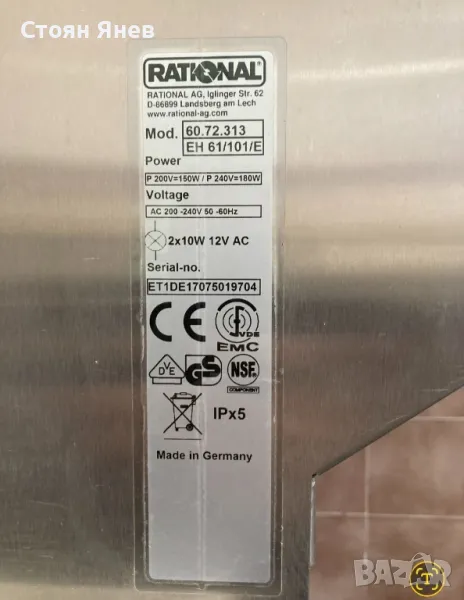 Стоян Янев
RATIONAL
RATIONAL AG, Iglinger Str. 62
D-86899 Landsberg am Lech
www.rational-ag.com
Mod. 60.72.313
EH 61/101/E
Power
P 200V=150W / P 240V=180W
Voltage
AC 200 -240V 50 -60Hz
2x10W 12V AC
Serial-no.
ET1DE17075019704
CE
VDE
EMC
DVE
GS
NSF
COMPONENT
IPx5
Made in Germany
BAZAR
T